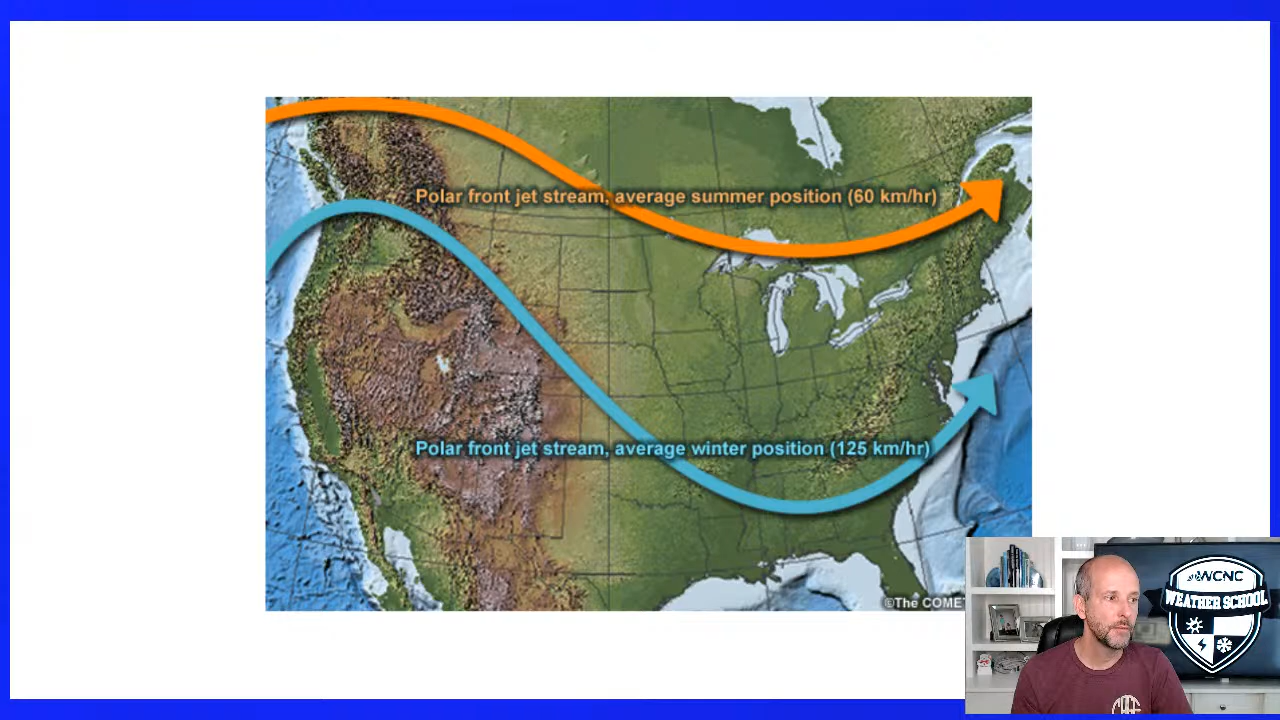 Polar front jet stream, average summer position (60 km/hr)
Polar front jet stream, average winter position (125 km/hr)
©The COMET
WCNC
WEATHER SCHOOL